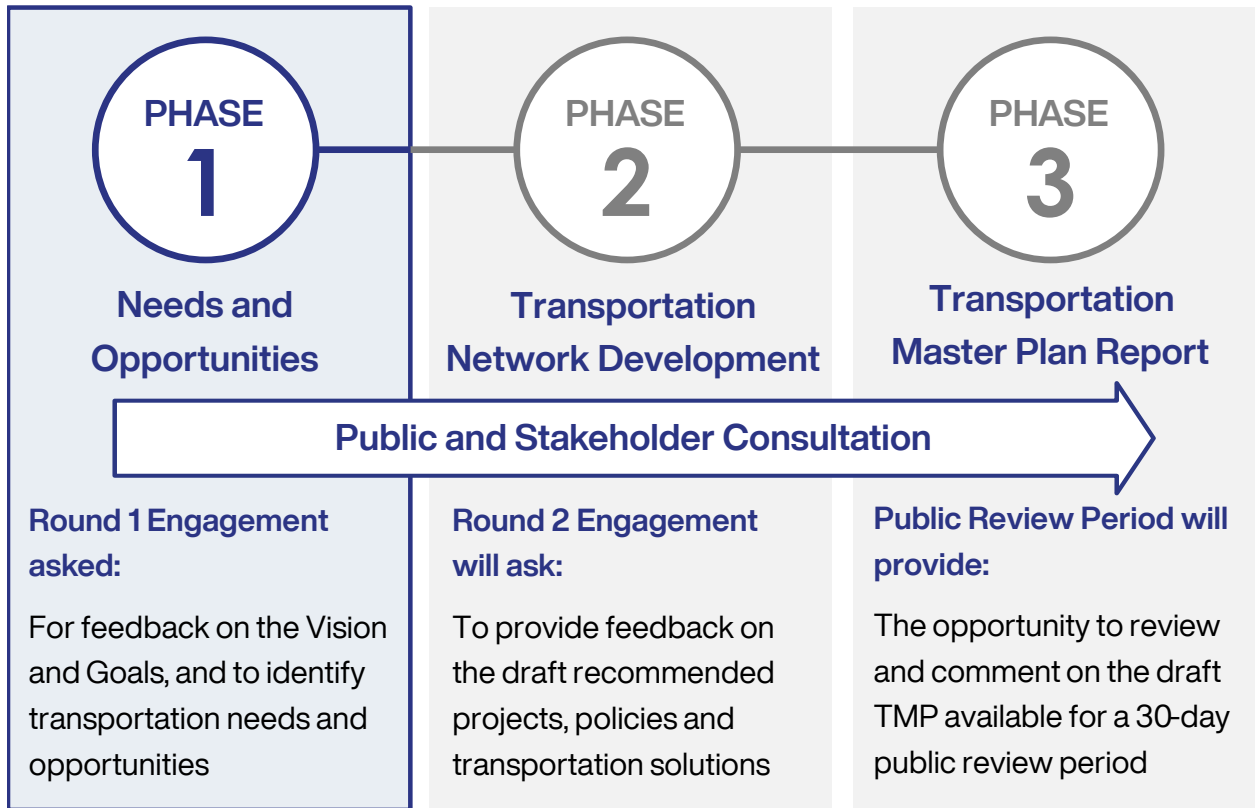 PHASE
1
Needs and
Opportunities
PHASE
2
Transportation
Network Development
PHASE
3
Transportation
Master Plan Report
Public and Stakeholder Consultation
Round 1 Engagement
asked:
For feedback on the Vision
and Goals, and to identify
transportation needs and
opportunities
Round 2 Engagement
will ask:
To provide feedback on
the draft recommended
projects, policies and
transportation solutions
Public Review Period will
provide:
The opportunity to review
and comment on the draft
TMP available for a 30-day
public review period